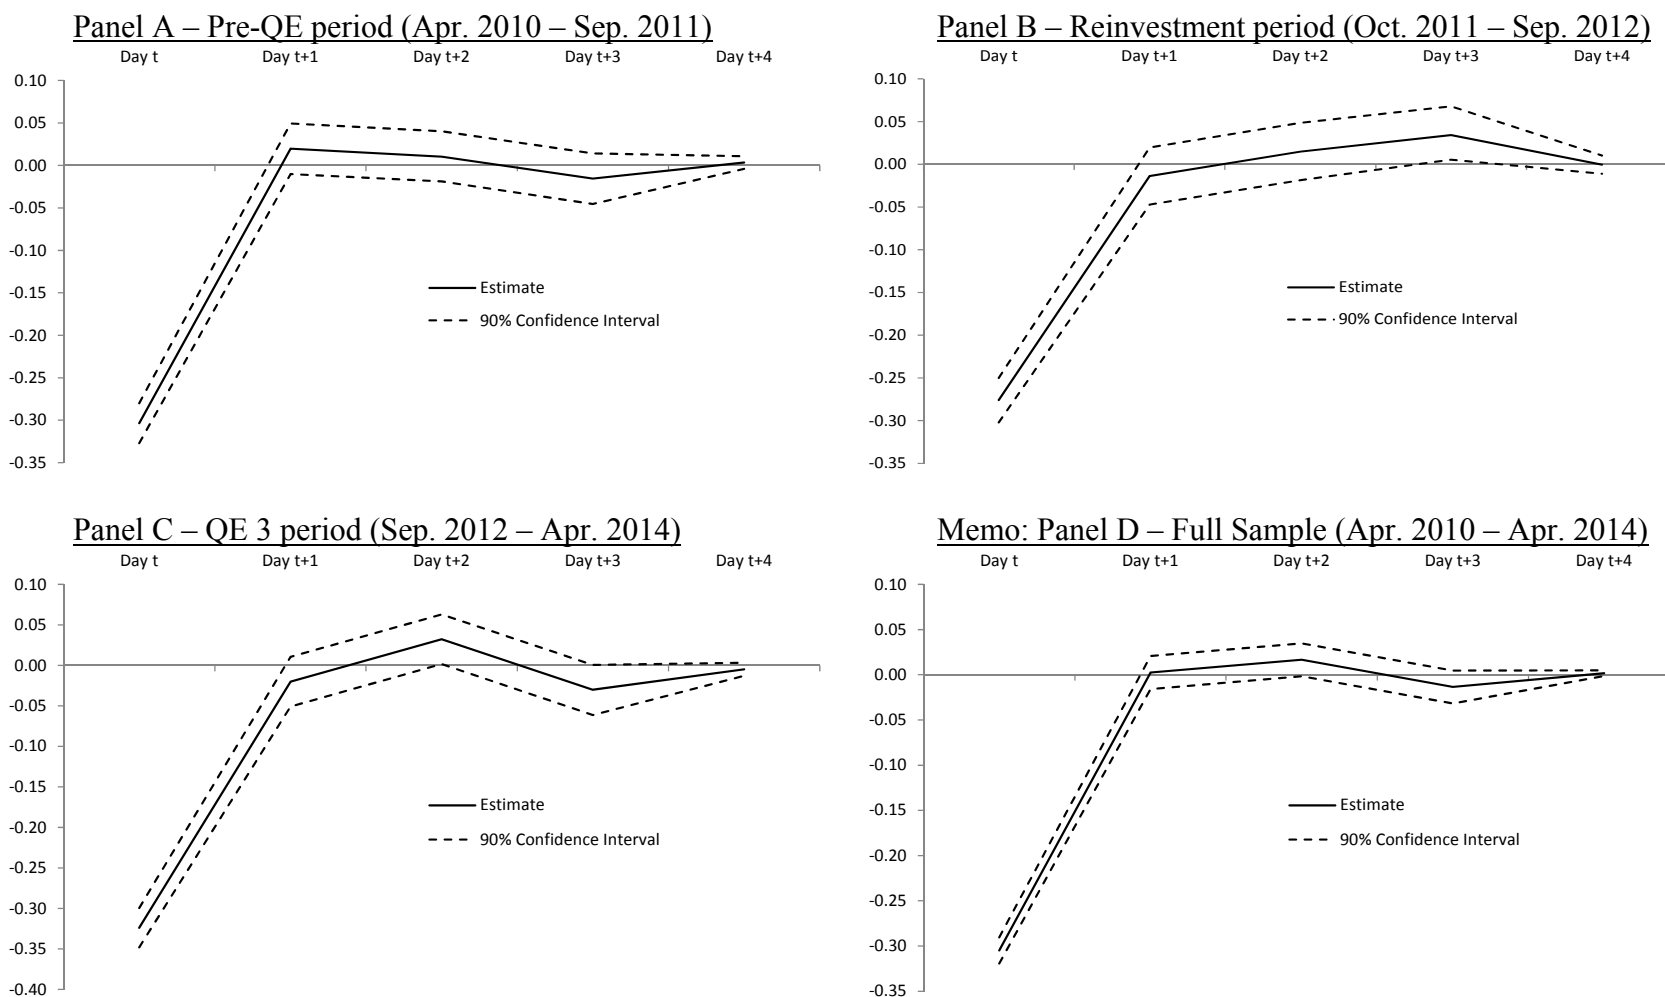 Panel A – Pre-QE period (Apr. 2010 – Sep. 2011)
Day t Day t+1 Day t+2 Day t+3 Day t+4
0.10
0.05
0.00
-0.05
-0.10
-0.15
-0.20
-0.25
-0.30
-0.35
Estimate
90% Confidence Interval
Panel B – Reinvestment period (Oct. 2011 – Sep. 2012)
Day t Day t+1 Day t+2 Day t+3 Day t+4
0.10
0.05
0.00
-0.05
-0.10
-0.15
-0.20
-0.25
-0.30
-0.35
Estimate
90% Confidence Interval
Panel C – QE 3 period (Sep. 2012 – Apr. 2014)
Day t Day t+1 Day t+2 Day t+3 Day t+4
0.10
0.05
0.00
-0.05
-0.10
-0.15
-0.20
-0.25
-0.30
-0.35
-0.40
Estimate
90% Confidence Interval
Memo: Panel D – Full Sample (Apr. 2010 – Apr. 2014)
Day t Day t+1 Day t+2 Day t+3 Day t+4
0.10
0.05
0.00
-0.05
-0.10
-0.15
-0.20
-0.25
-0.30
-0.35
Estimate
90% Confidence Interval